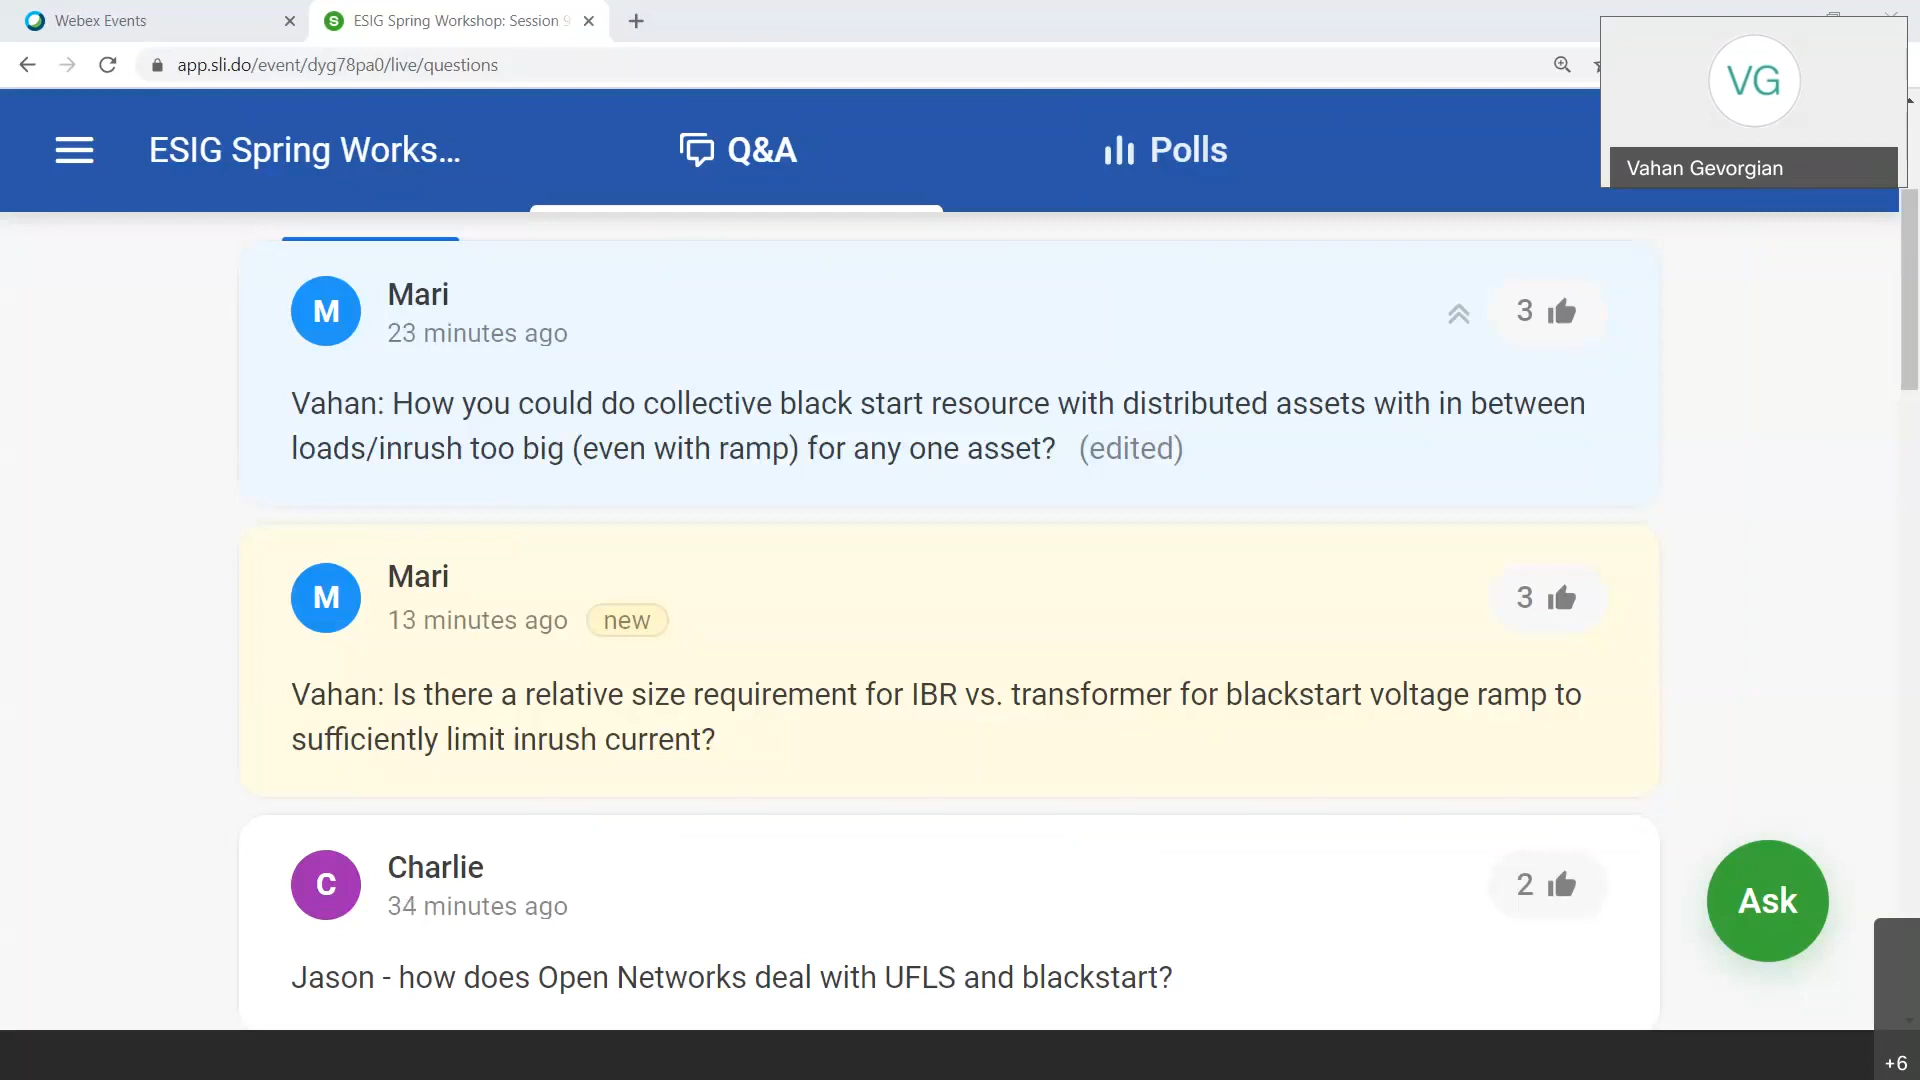 Webex Events
S
ESIG Spring Workshop: Session 9
app.sli.do/event/dyg78pa0/live/questions
VG
Vahan Gevorgian
ESIG Spring Works...
Q&A
Polls
M
Mari
23 minutes ago
3
Vahan: How you could do collective black start resource with distributed assets with in between
loads/inrush too big (even with ramp) for any one asset? (edited)
M
Mari
13 minutes ago
new
3
Vahan: Is there a relative size requirement for IBR vs. transformer for blackstart voltage ramp to
sufficiently limit inrush current?
C
Charlie
34 minutes ago
2
Jason - how does Open Networks deal with UFLS and blackstart?
Ask
+6